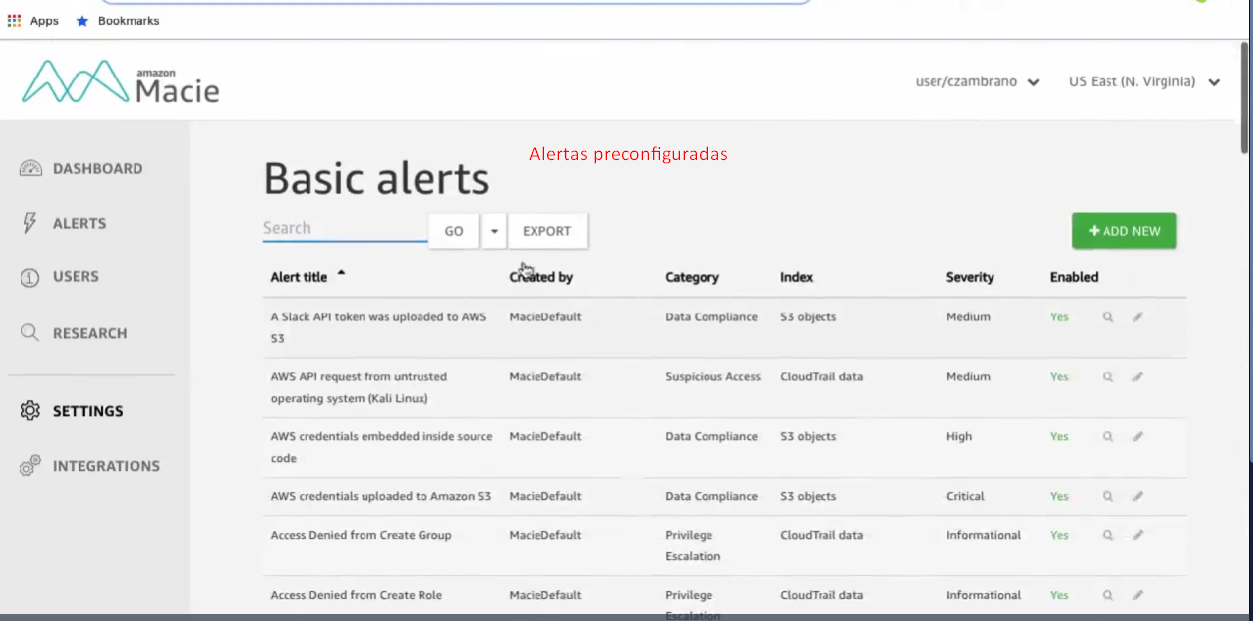 Apps
Bookmarks
amazon
Macie
user/czambrano
US East (N. Virginia)
DASHBOARD
ALERTS
USERS
RESEARCH
SETTINGS
INTEGRATIONS
Alertas preconfiguradas
Basic alerts
Search
GO
EXPORT
+ ADD NEW
Alert title Created by Category Index Severity Enabled
A Slack API token was uploaded to AWS MacieDefault Data Compliance S3 objects Medium Yes
S3
AWS API request from untrusted MacieDefault Suspicious Access CloudTrail data Medium Yes
operating system (Kali Linux)
AWS credentials embedded inside source MacieDefault Data Compliance S3 objects High Yes
code
AWS credentials uploaded to Amazon S3 MacieDefault Data Compliance S3 objects Critical Yes
Access Denied from Create Group MacieDefault Privilege CloudTrail data Informational Yes
Escalation
Access Denied from Create Role MacieDefault Privilege CloudTrail data Informational Yes
Escalation